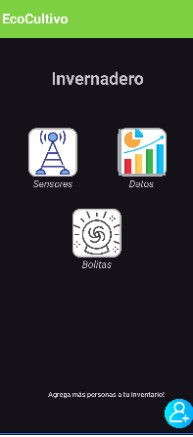 EcoCultivo
Invernadero
Sensores
Datos
Bolitas
Agrega más personas a tu inventario!